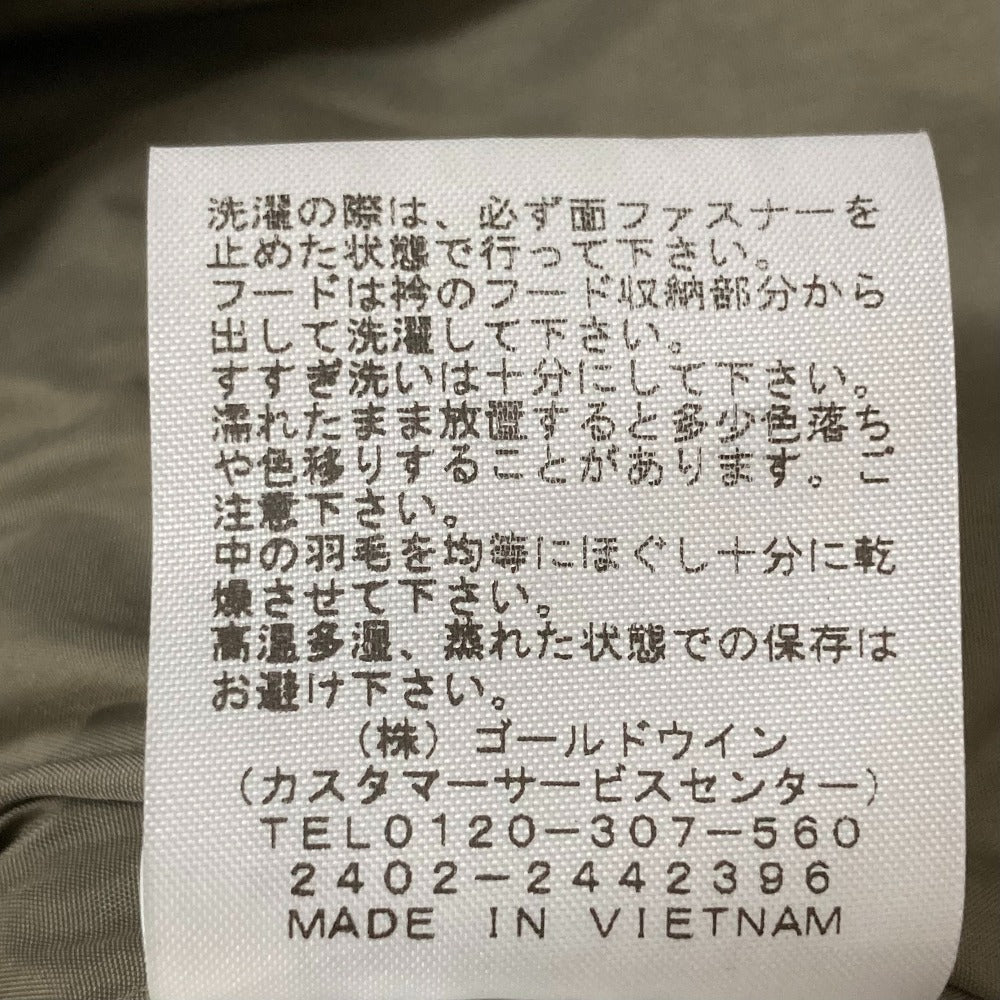 洗濯の際は、必ず面ファスナーを
止めた状態で行って下さい。
フードは衿のフード収納部分から
出して洗濯して下さい。
すすぎ洗いは十分にして下さい。
濡れたまま放置すると多少色落ち
や色移りすることがあります。ご
注意下さい。
中の羽毛を均等にほぐし十分に乾
燥させて下さい。
高温多湿、蒸れた状態での保存は
お避け下さい。
(株)ゴールドウイン
(カスタマーサービスセンター)
TEL0120-307-560
2402-2442396
MADE IN VIETNAM